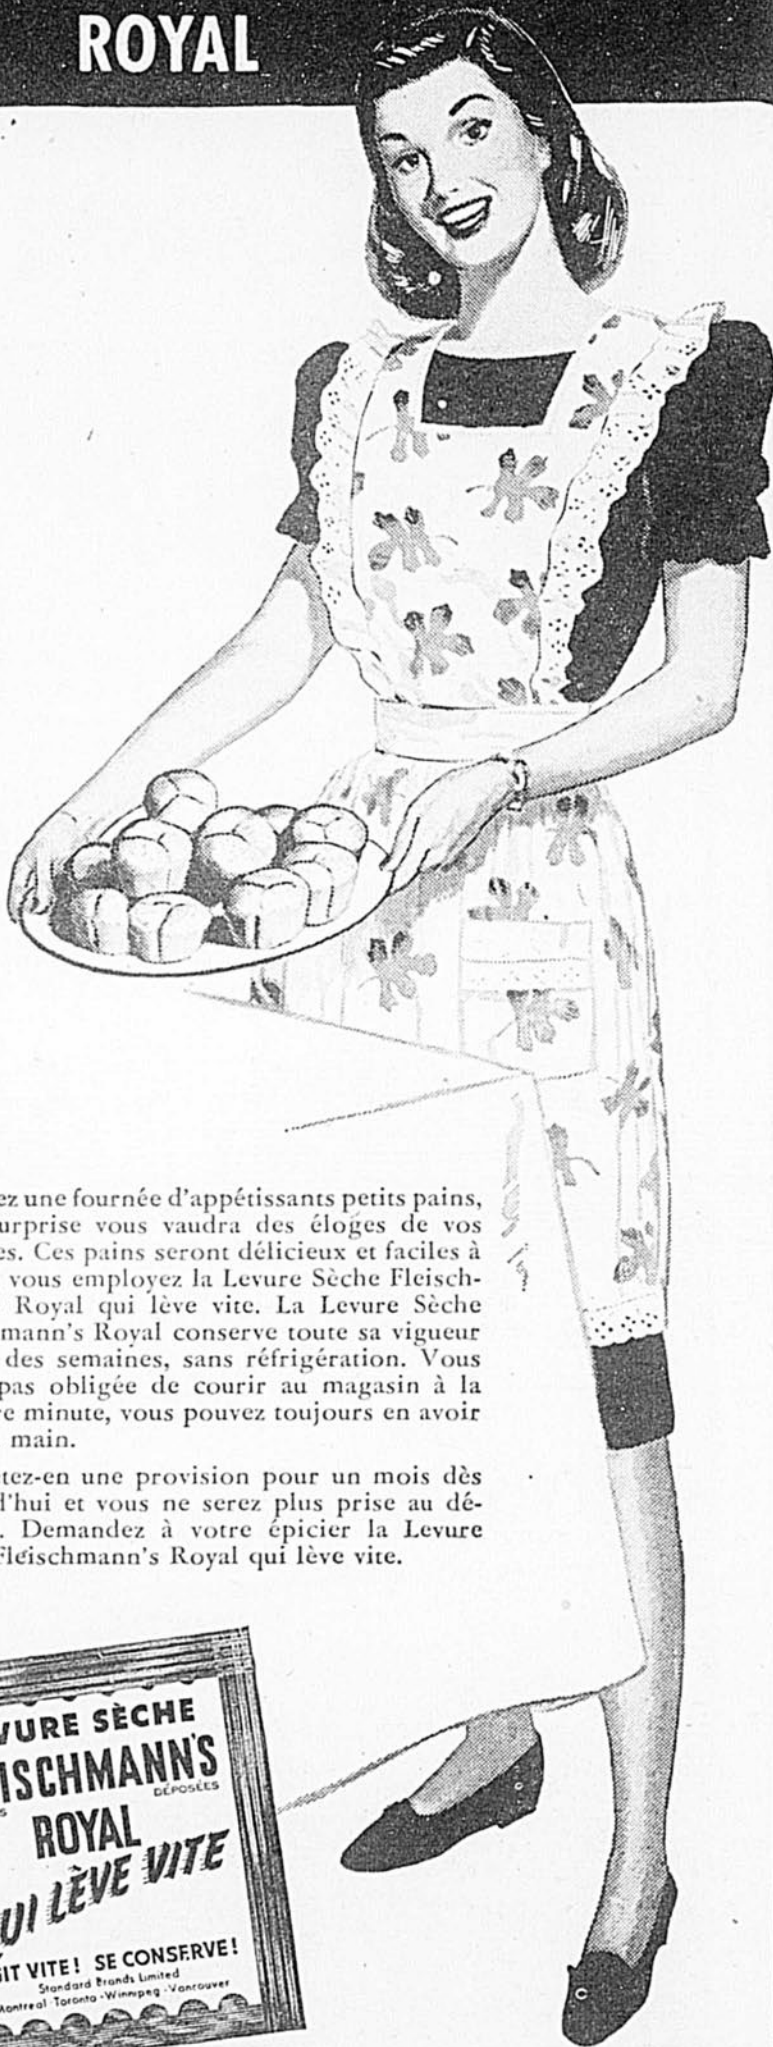 ROYAL
ez une fournée d'appétissants petits pains,
urprise vous vaudra des éloges de vos
es. Ces pains seront délicieux et faciles à
vous employez la Levure Sèche Fleisch-
Royal qui lève vite. La Levure Sèche
mann's Royal conserve toute sa vigueur
des semaines, sans réfrigération. Vous
pas obligée de courir au magasin à la
e minute, vous pouvez toujours en avoir
main.
tez-en une provision pour un mois dès
d'hui et vous ne serez plus prise au dé-
. Demandez à votre épicier la Levure
Fleischmann's Royal qui lève vite.
VURE SÈCHE
ISCHMANN'S
S DÉPOSÉES
ROYAL
UI LÈVE VITE
GIT VITE! SE CONSERVE!
Standard Brands Limited
Montreal-Toronto-Winnipeg-Vancouver